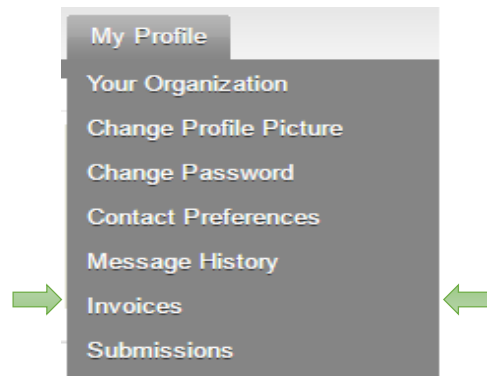 My Profile
Your Organization
Change Profile Picture
Change Password
Contact Preferences
Message History
Invoices
Submissions